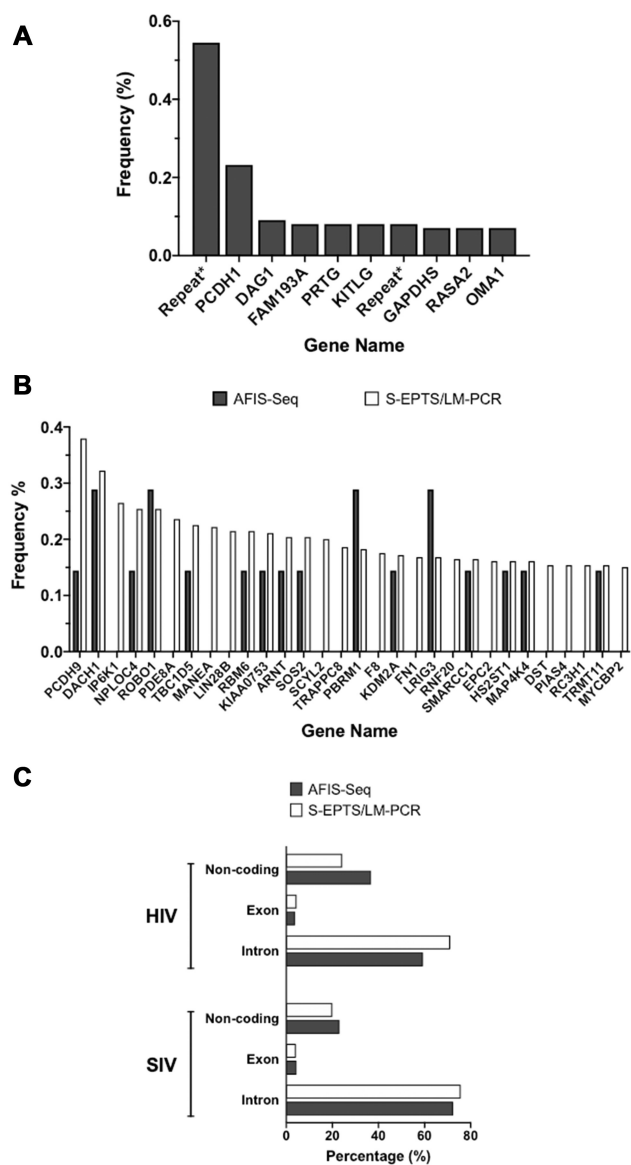 A
0.6
0.4
0.2
0.0
Frequency (%)
Repeat*
PCDH1
DAG1
FAM193A
PRTG
KITLG
Repeat*
GAPDHS
RASA2
OMA1
Gene Name
B
AFIS-Seq
S-EPTS/LM-PCR
0.4
0.3
0.2
0.1
0.0
Frequency %
PCDH9
DACH1
IP6K1
NPLOC4
ROBO1
PDE8A
TBC1D5
MANEA
LIN28B
RBM6
KIAA0753
ARNT
SOS2
SCYL2
TRAPPC8
PBRM1
F8
KDM2A
FN1
LRIG3
RNF20
SMARCC1
EPC2
HS2ST1
MAP4K4
DST
PIAS4
RC3H1
TRMT11
MYCBP2
Gene Name
C
AFIS-Seq
S-EPTS/LM-PCR
HIV
Non-coding
Exon
Intron
SIV
Non-coding
Exon
Intron
0 20 40 60 80
Percentage (%)